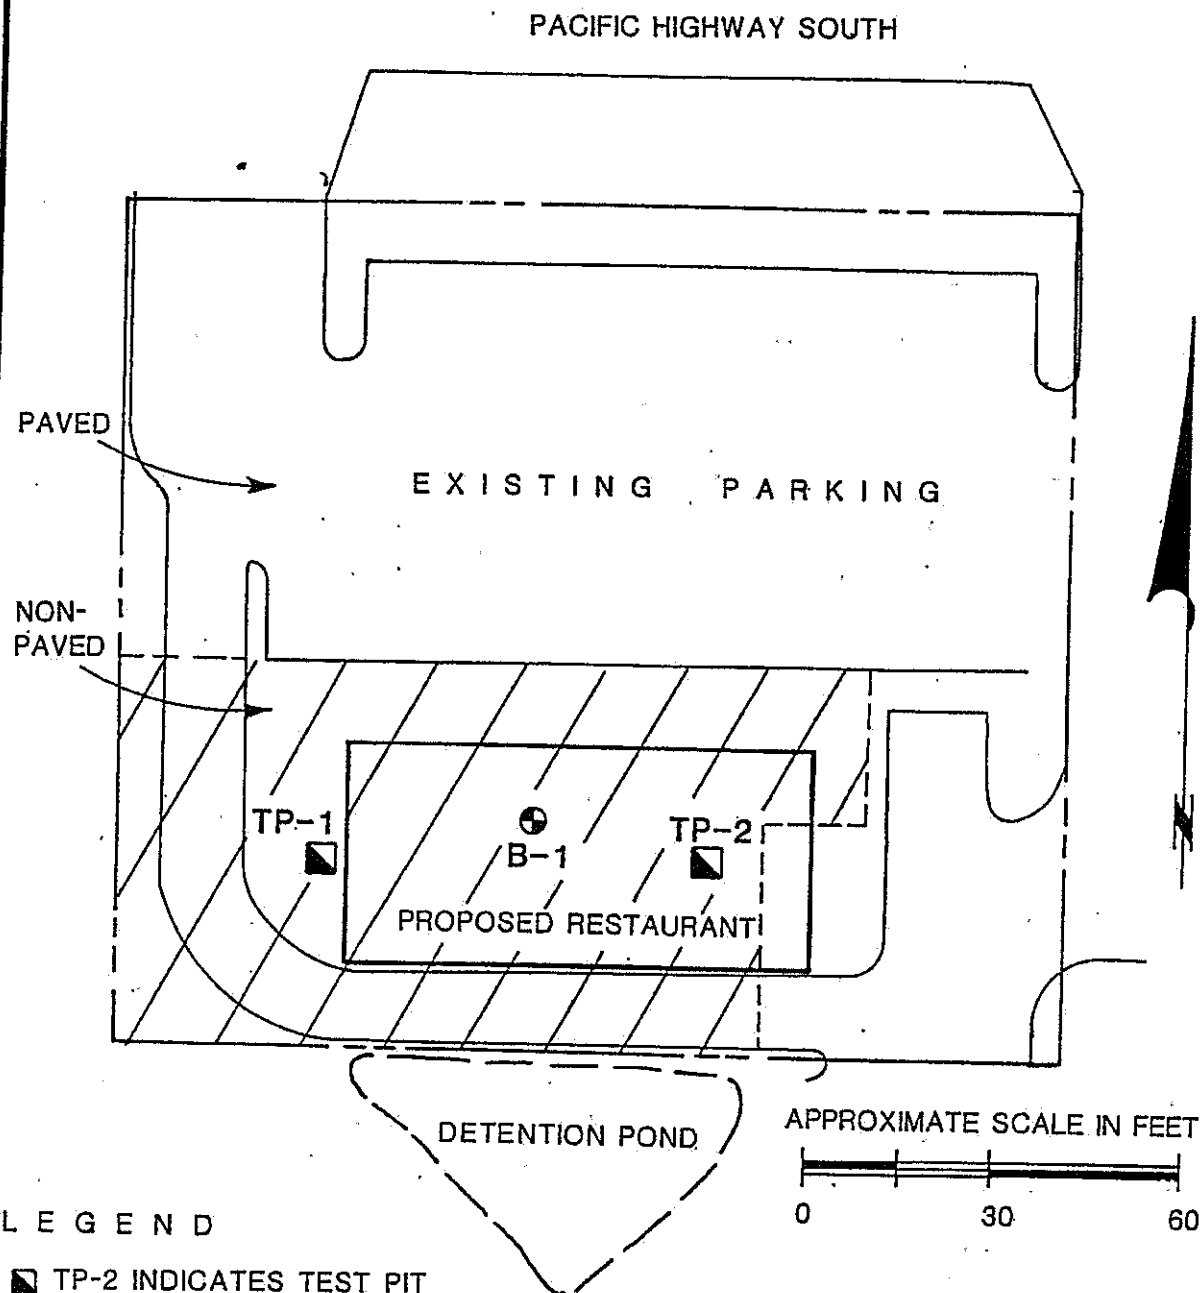 PACIFIC HIGHWAY SOUTH
PAVED
EXISTING PARKING
NON-
PAVED
TP-1
B-1
TP-2
PROPOSED RESTAURANT
N
DETENTION POND
APPROXIMATE SCALE IN FEET
0 30 60
LEGEND
TP-2 INDICATES TEST PIT